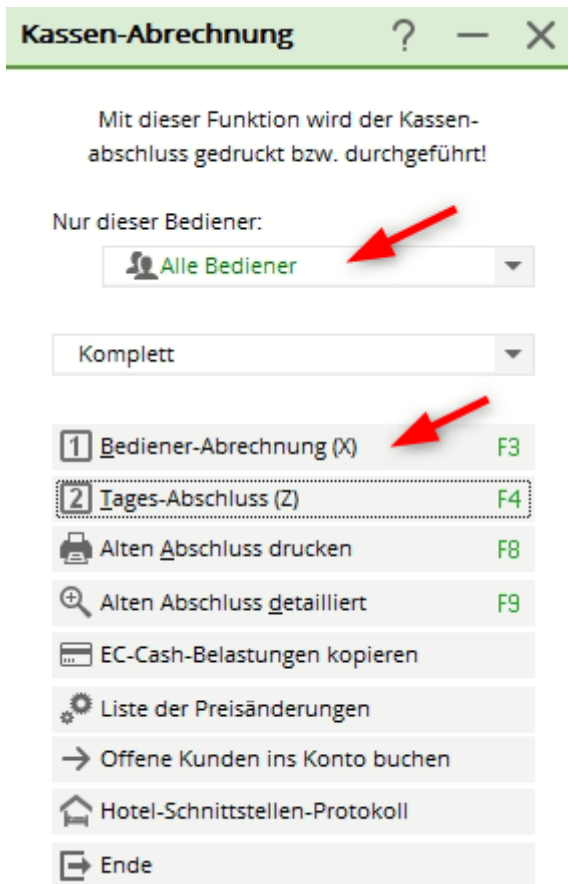 Kassen-Abrechnung ?
Mit dieser Funktion wird der Kassen-
abschluss gedruckt bzw. durchgeführt!
Nur dieser Bediener:
Alle Bediener
Komplett
1 Bediener-Abrechnung (X) F3
2 Tages-Abschluss (Z) F4
Alten Abschluss drucken F8
Alten Abschluss detailliert F9
EC-Cash-Belastungen kopieren
Liste der Preisänderungen
Offene Kunden ins Konto buchen
Hotel-Schnittstellen-Protokoll
Ende